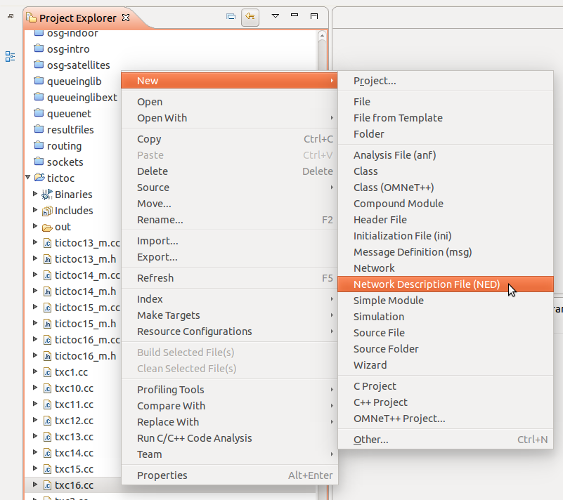 Project Explorer
osg-indoor
osg-intro
osg-satellites
queueinglib
queueinglibext
queuenet
resultfiles
routing
sockets
tictoc
Binaries
Includes
out
tictoc13_m.cc
tictoc13_m.h
tictoc14_m.cc
tictoc14_m.h
tictoc15_m.cc
tictoc15_m.h
tictoc16_m.cc
tictoc16_m.h
txc1.cc
txc10.cc
txc11.cc
txc12.cc
txc13.cc
txc14.cc
txc15.cc
txc16.cc
New
Open
Open With
Copy Ctrl+C
Paste Ctrl+V
Delete Delete
Source
Move...
Rename... F2
Import...
Export...
Refresh F5
Index
Make Targets
Resource Configurations
Build Selected File(s)
Clean Selected File(s)
Profiling Tools
Compare With
Replace With
Run C/C++ Code Analysis
Team
Properties Alt+Enter
Project...
File
File from Template
Folder
Analysis File (anf)
Class
Class (OMNeT++)
Compound Module
Header File
Initialization File (ini)
Message Definition (msg)
Network
Network Description File (NED)
Simple Module
Simulation
Source File
Source Folder
Wizard
C Project
C++ Project
OMNeT++ Project...
Other... Ctrl+N